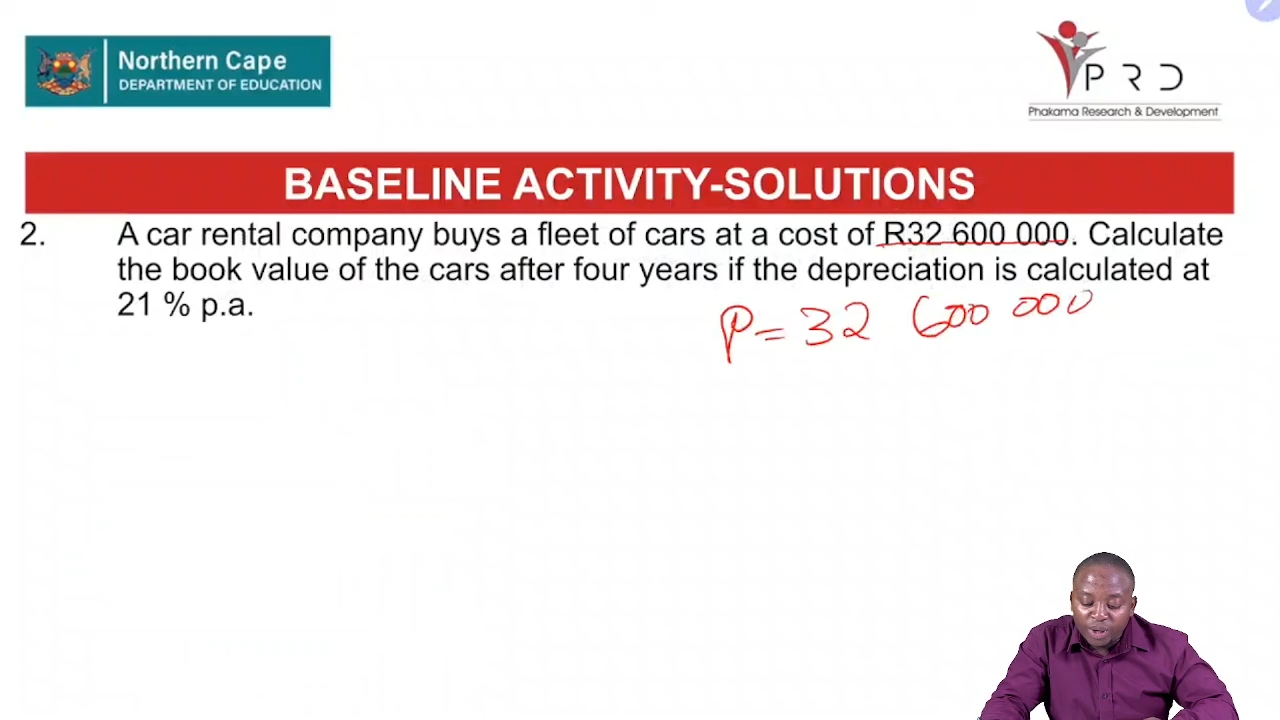 Northern Cape
DEPARTMENT OF EDUCATION
P R D
Phakama Research & Development
BASELINE ACTIVITY-SOLUTIONS
2. A car rental company buys a fleet of cars at a cost of R32 600 000. Calculate
the book value of the cars after four years if the depreciation is calculated at
21 % p.a.
P = 32 600 000